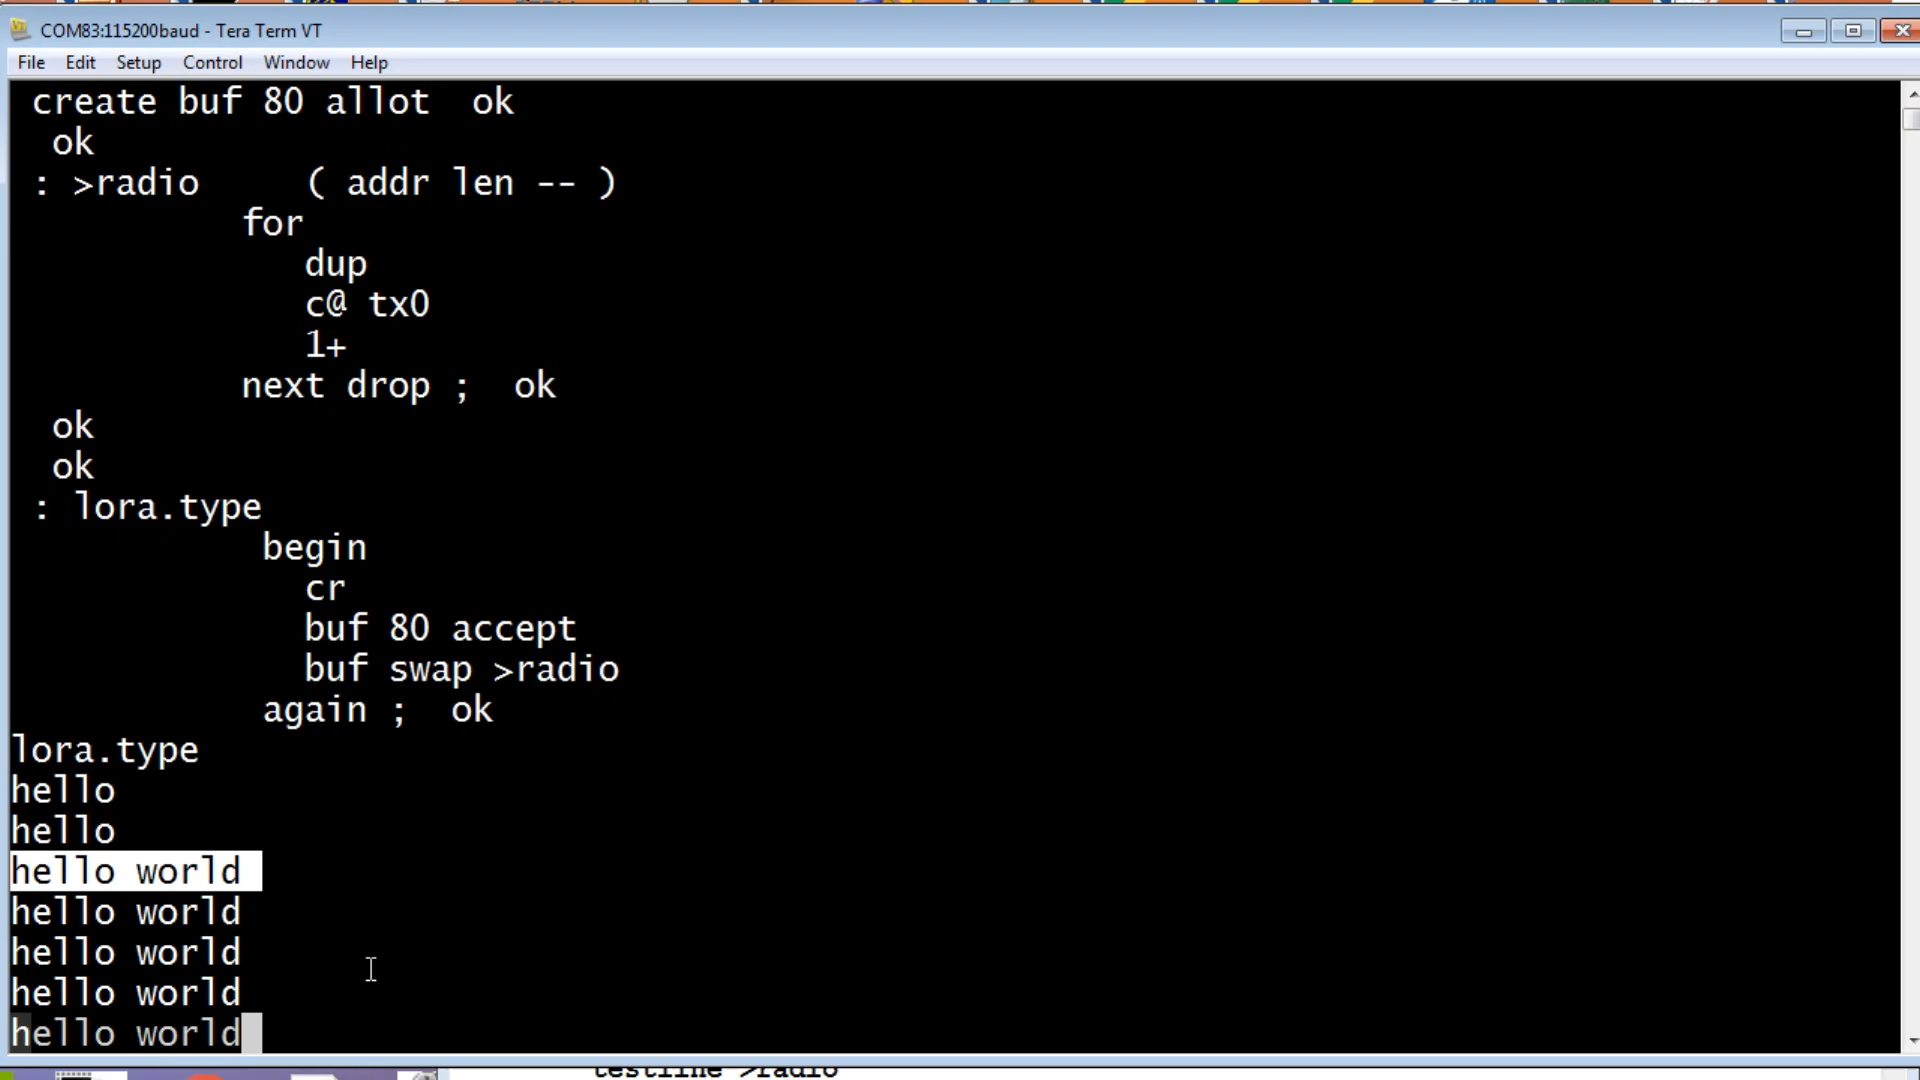 COM83:115200baud - Tera Term VT
File Edit Setup Control Window Help
create buf 80 allot  ok
ok
: >radio     ( addr len -- )
for
dup
c@ tx0
1+
next drop ;  ok
ok
ok
: lora.type
begin
cr
buf 80 accept
buf swap >radio
again ;  ok
lora.type
hello
hello
hello world
hello world
hello world
hello world
hello world
testline >radio